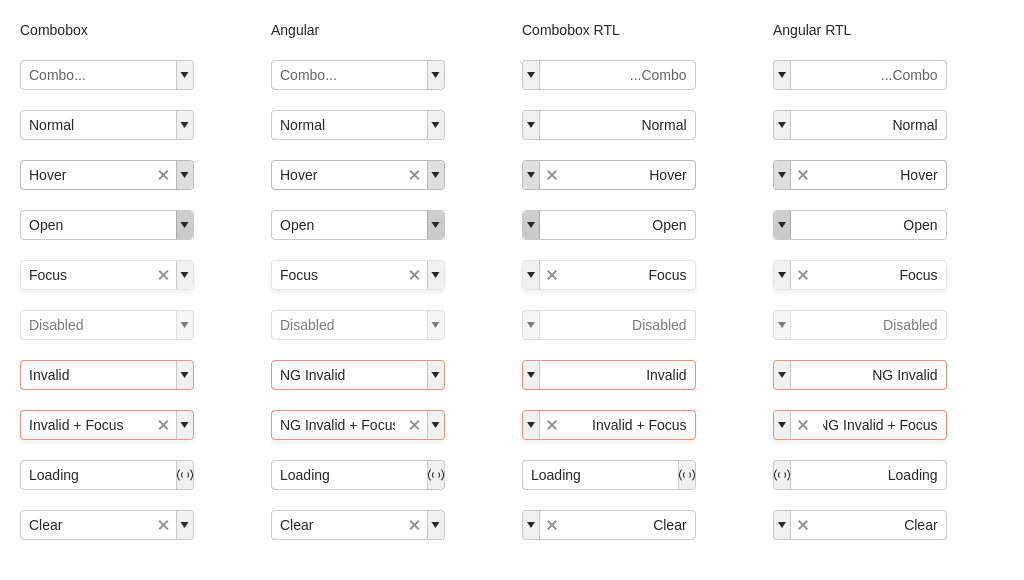 Combobox Angular Combobox RTL Angular RTL
Combo... Combo... ...Combo ...Combo
Normal Normal Normal Normal
Hover Hover Hover Hover
Open Open Open Open
Focus Focus Focus Focus
Disabled Disabled Disabled Disabled
Invalid NG Invalid Invalid NG Invalid
Invalid + Focus NG Invalid + Focus Invalid + Focus NG Invalid + Focus
Loading Loading Loading Loading
Clear Clear Clear Clear